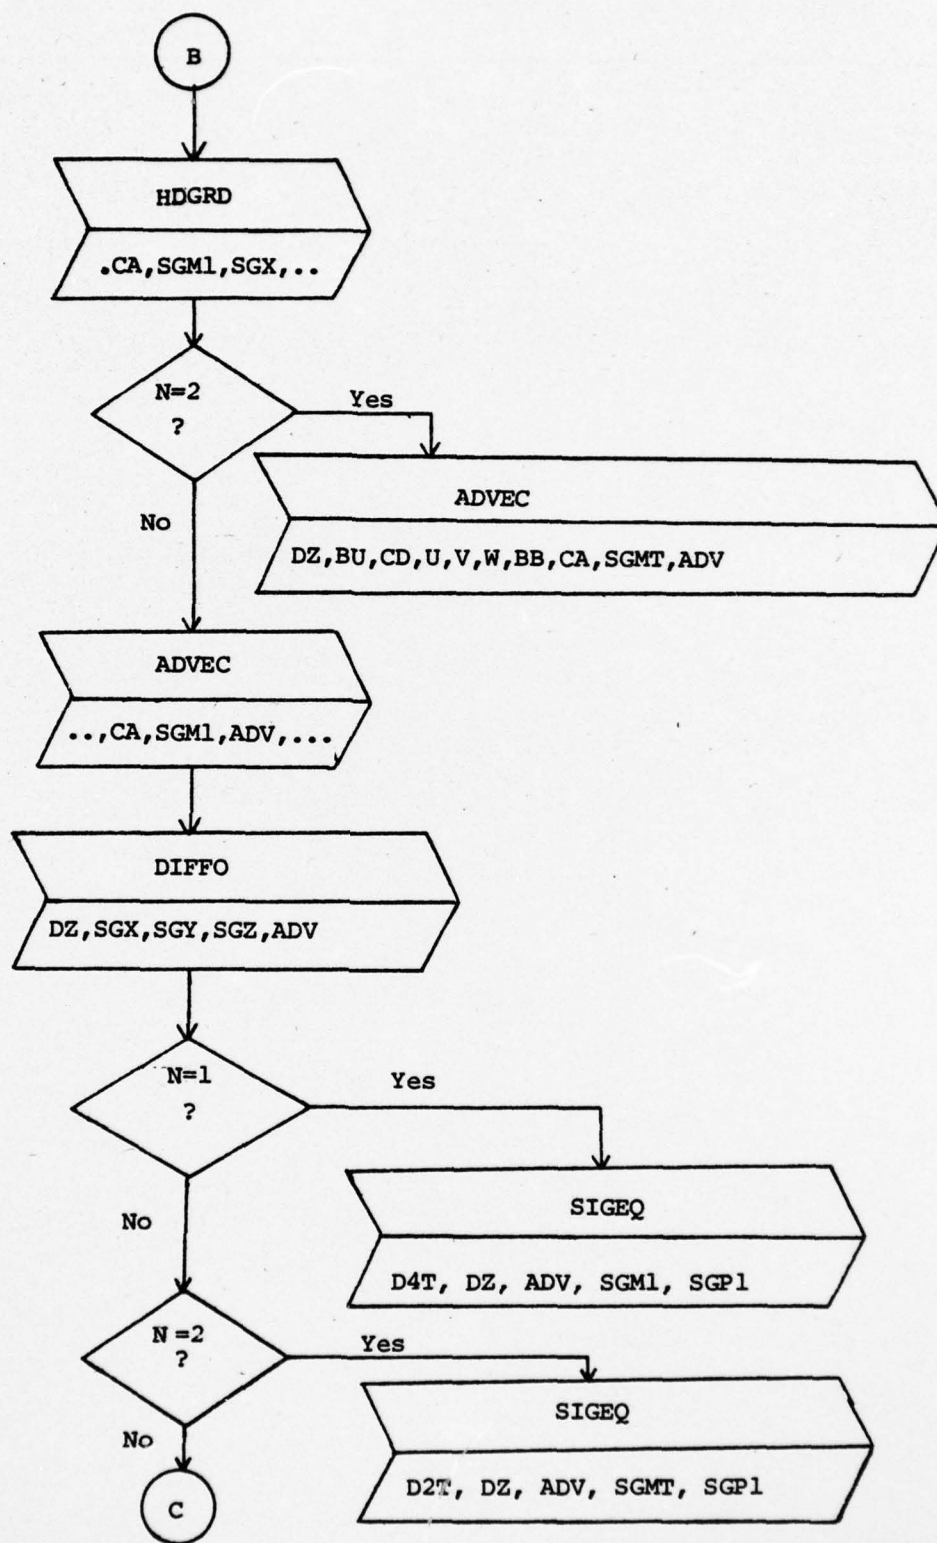 B
HDGRD
.CA,SGM1,SGX,..
N=2
?
Yes
No
ADVEC
DZ,BU,CD,U,V,W,BB,CA,SGMT,ADV
ADVEC
..,CA,SGM1,ADV,...
DIFFO
DZ,SGX,SGY,SGZ,ADV
N=1
?
Yes
No
SIGEQ
D4T, DZ, ADV, SGM1, SGP1
N=2
?
Yes
No
SIGEQ
D2T, DZ, ADV, SGMT, SGP1
C